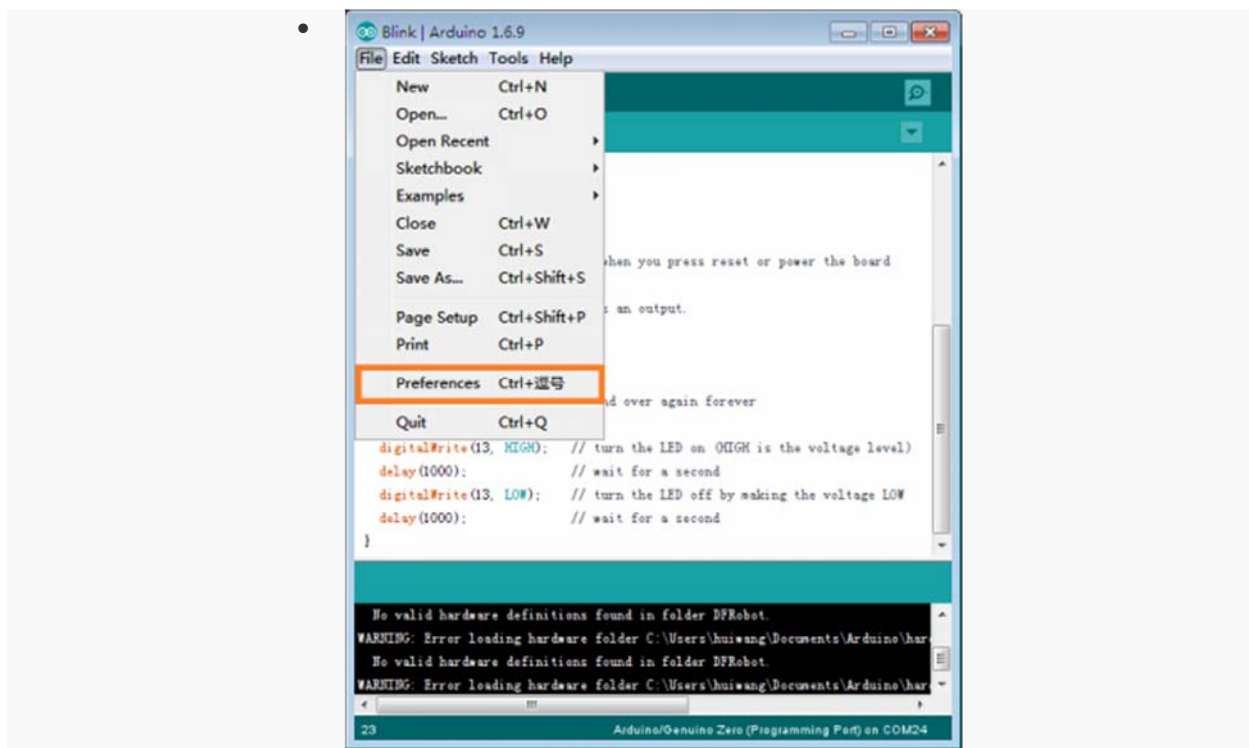 Blink | Arduino 1.6.9
File Edit Sketch Tools Help
New Ctrl+N
Open... Ctrl+O
Open Recent
Sketchbook
Examples
Close Ctrl+W
Save Ctrl+S
Save As... Ctrl+Shift+S
Page Setup Ctrl+Shift+P
Print Ctrl+P
Preferences Ctrl+逗号
Quit Ctrl+Q
when you press reset or power the board
an output.
over again forever
digitalWrite(13, HIGH); // turn the LED on (HIGH is the voltage level)
delay(1000); // wait for a second
digitalWrite(13, LOW); // turn the LED off by making the voltage LOW
delay(1000); // wait for a second
}
No valid hardware definitions found in folder DFRobot.
WARNING: Error loading hardware folder C:\Users\huiwang\Documents\Arduino\har
No valid hardware definitions found in folder DFRobot.
WARNING: Error loading hardware folder C:\Users\huiwang\Documents\Arduino\har
23 Arduino/Genuino Zero (Programming Port) on COM24